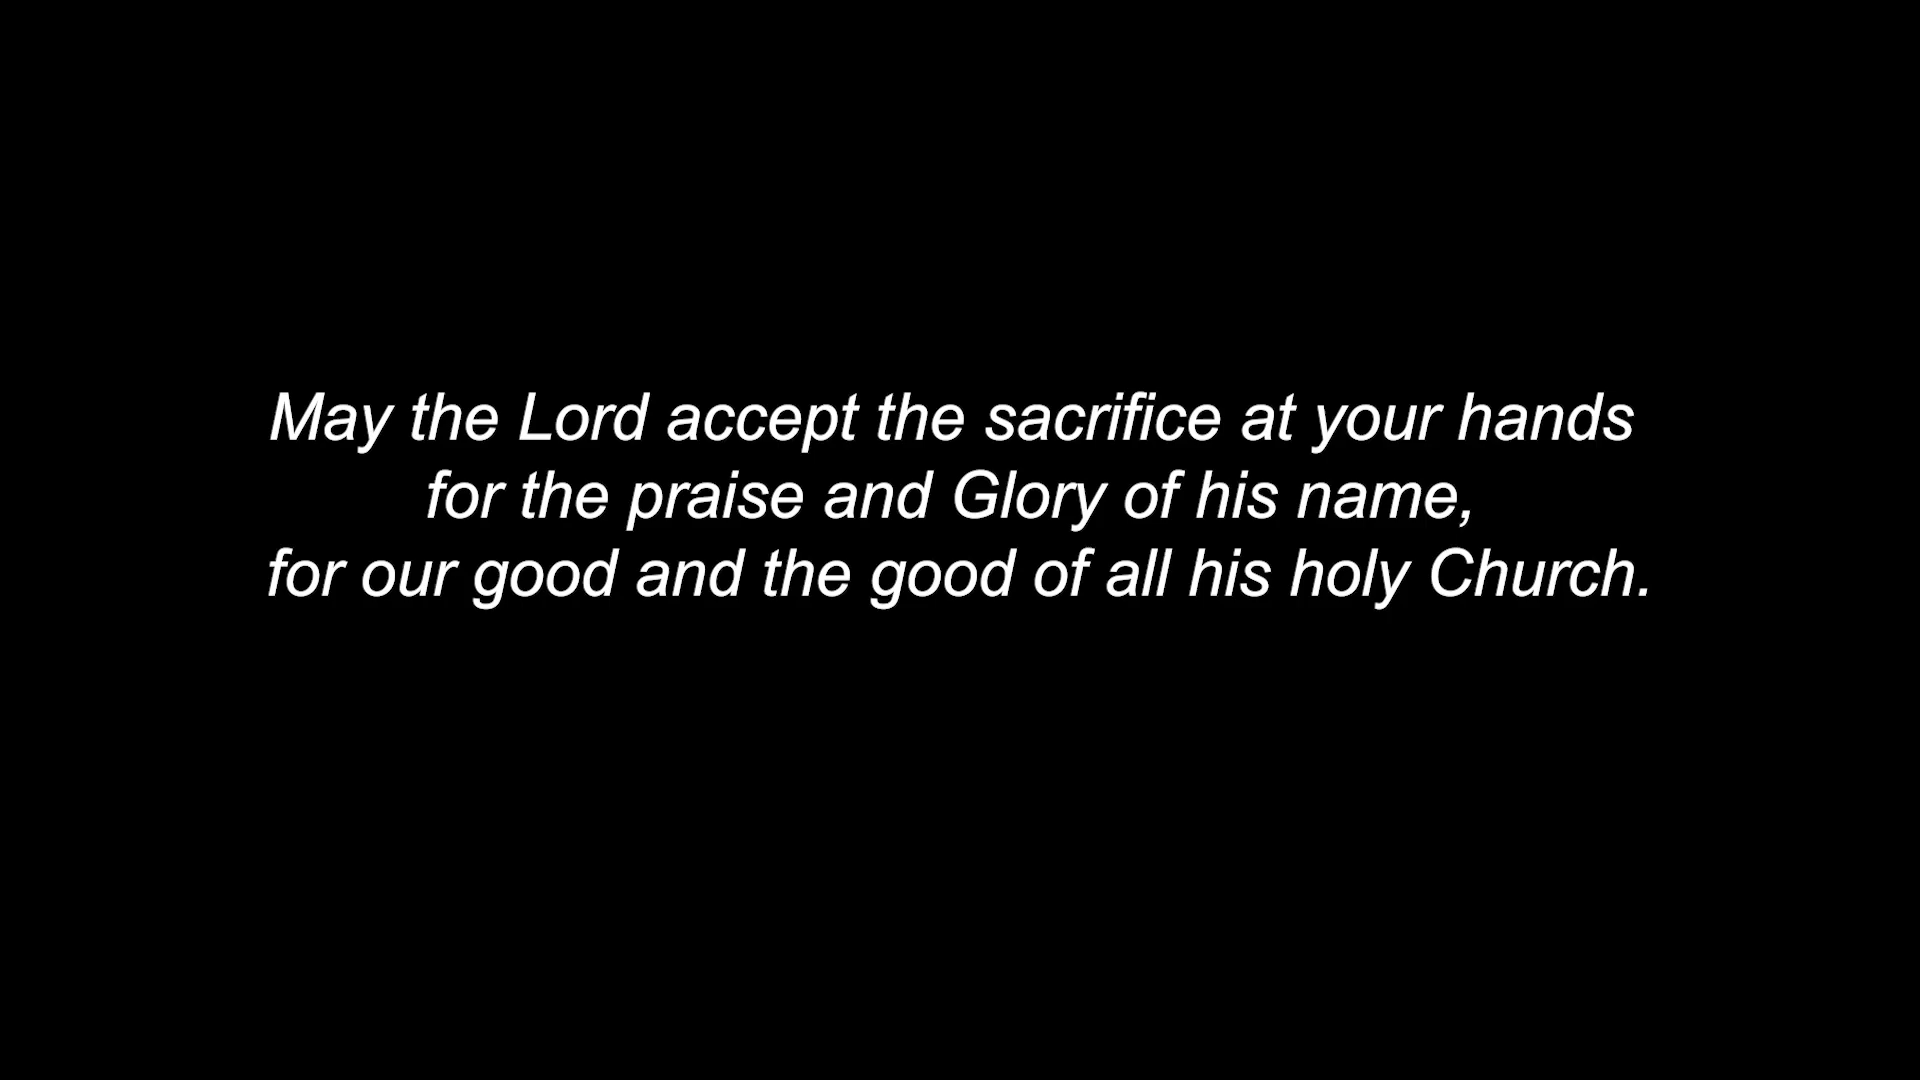 May the Lord accept the sacrifice at your hands
for the praise and Glory of his name,
for our good and the good of all his holy Church.